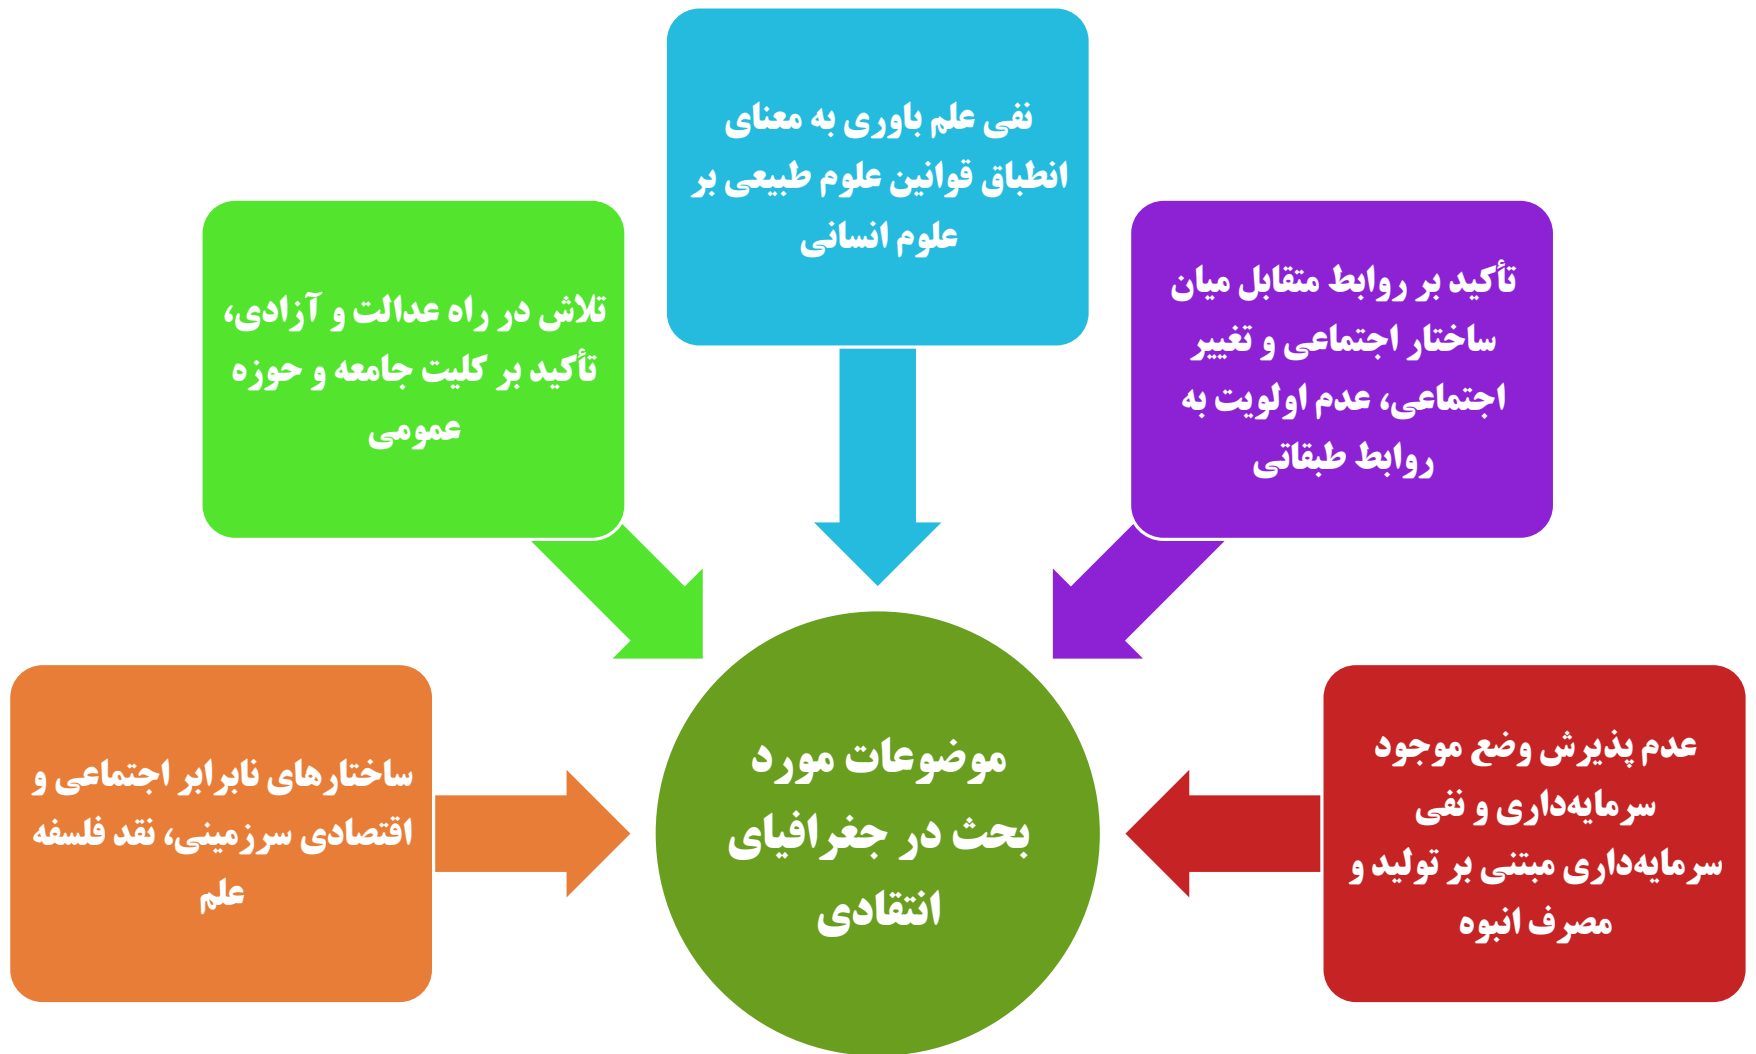 نفی علم باوری به معنای
انطباق قوانین علوم طبیعی بر
علوم انسانی
تأکید بر روابط متقابل میان
ساختار اجتماعی و تغییر
اجتماعی، عدم اولویت به
روابط طبقاتی
تلاش در راه عدالت و آزادی،
تأکید بر کلیت جامعه و حوزه
عمومی
عدم پذیرش وضع موجود
سرمایه‌داری و نفی
سرمایه‌داری مبتنی بر تولید و
مصرف انبوه
موضوعات مورد
بحث در جغرافیای
انتقادی
ساختارهای نابرابر اجتماعی و
اقتصادی سرزمینی، نقد فلسفه
علم